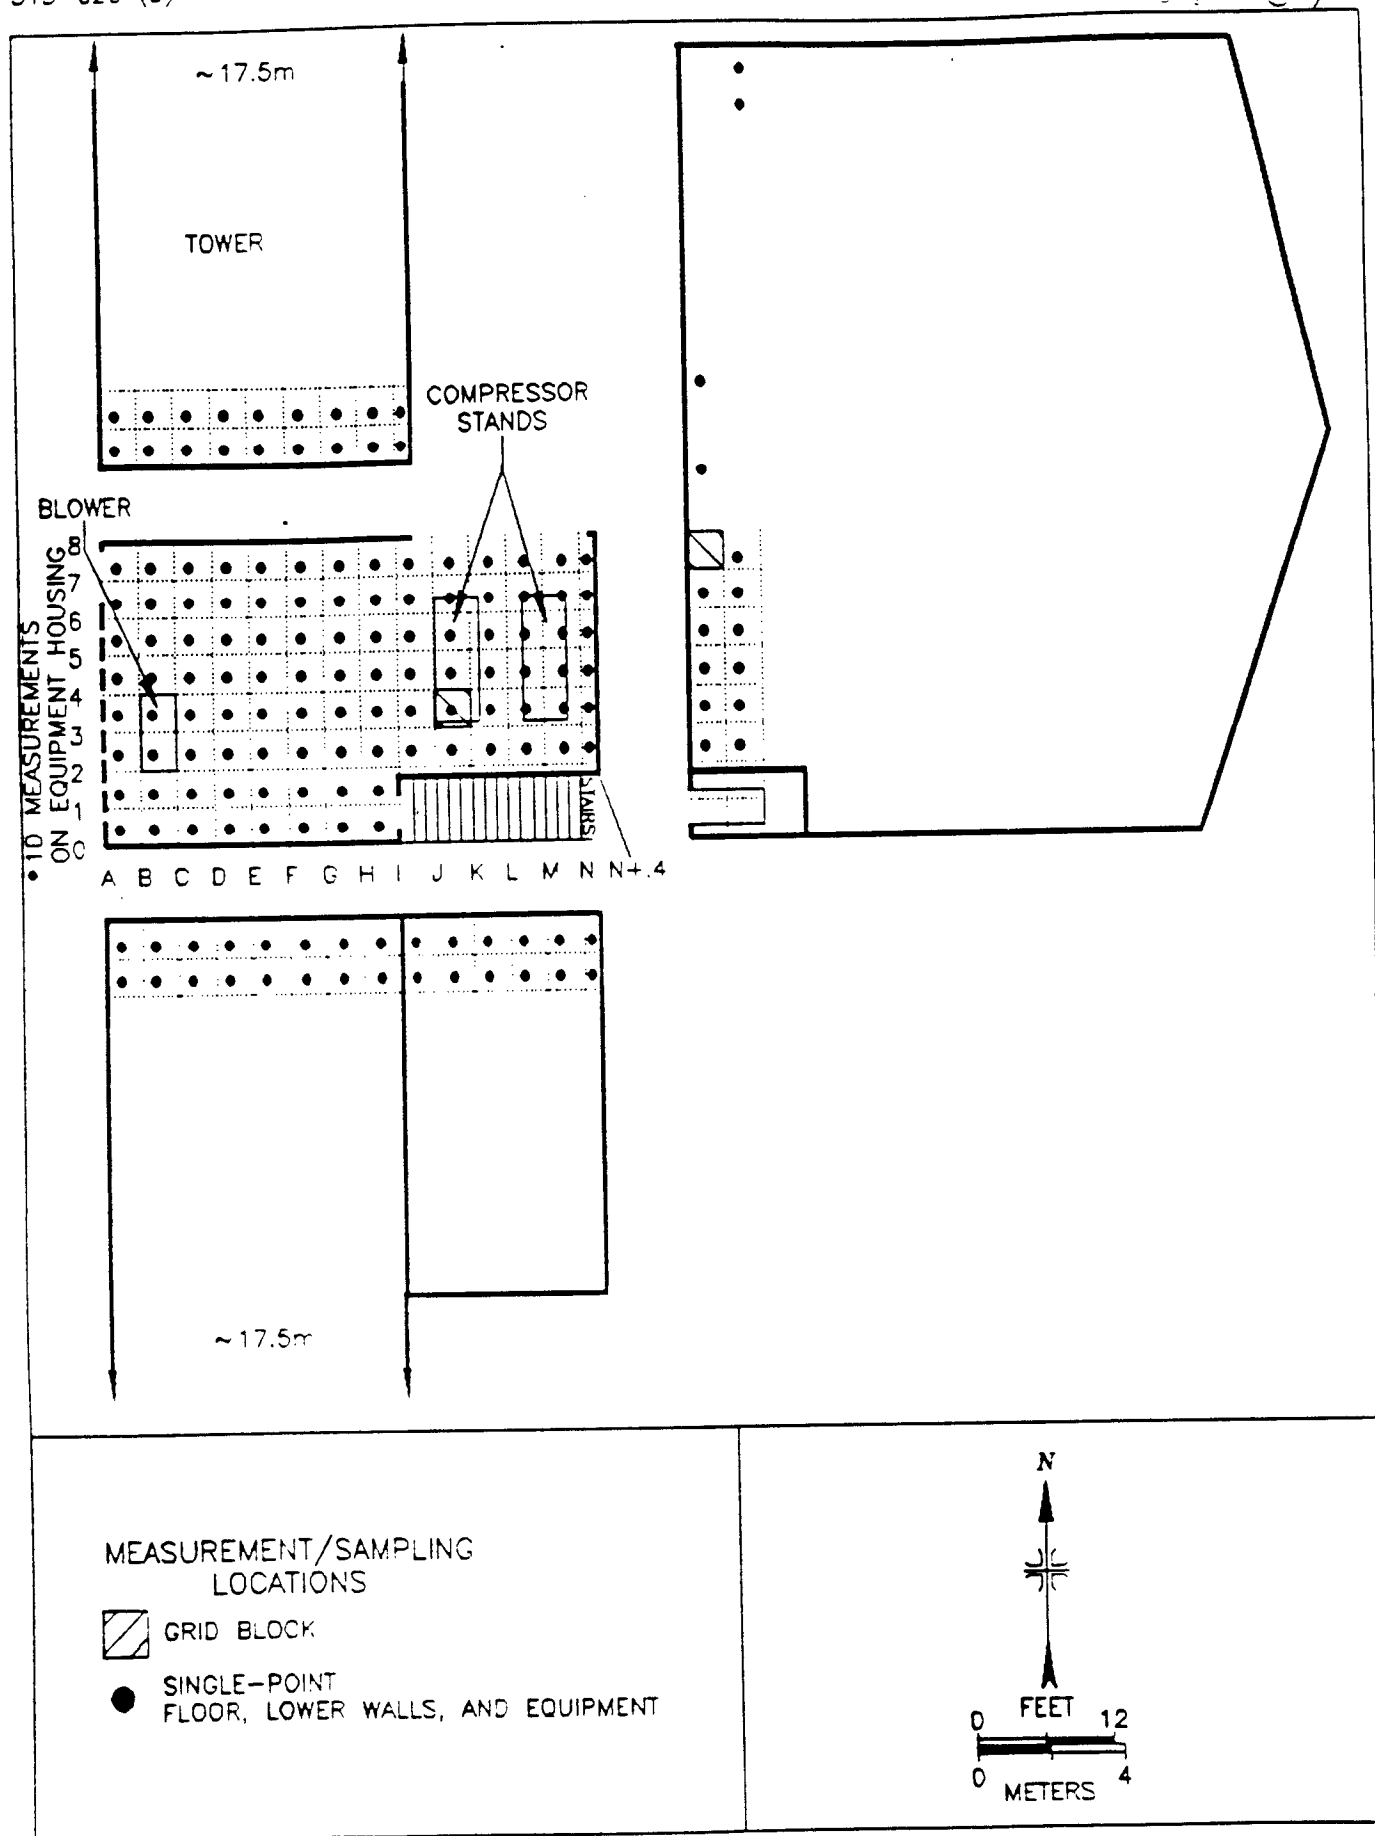 ~17.5m
TOWER
COMPRESSOR
STANDS
BLOWER
•10 MEASUREMENTS
ON EQUIPMENT HOUSING
8
7
6
5
4
3
2
1
0
STAIRS
A B C D E F G H I J K L M N N+.4
~17.5m
MEASUREMENT/SAMPLING
LOCATIONS
GRID BLOCK
SINGLE-POINT
FLOOR, LOWER WALLS, AND EQUIPMENT
N
FEET
0 12
0 4
METERS